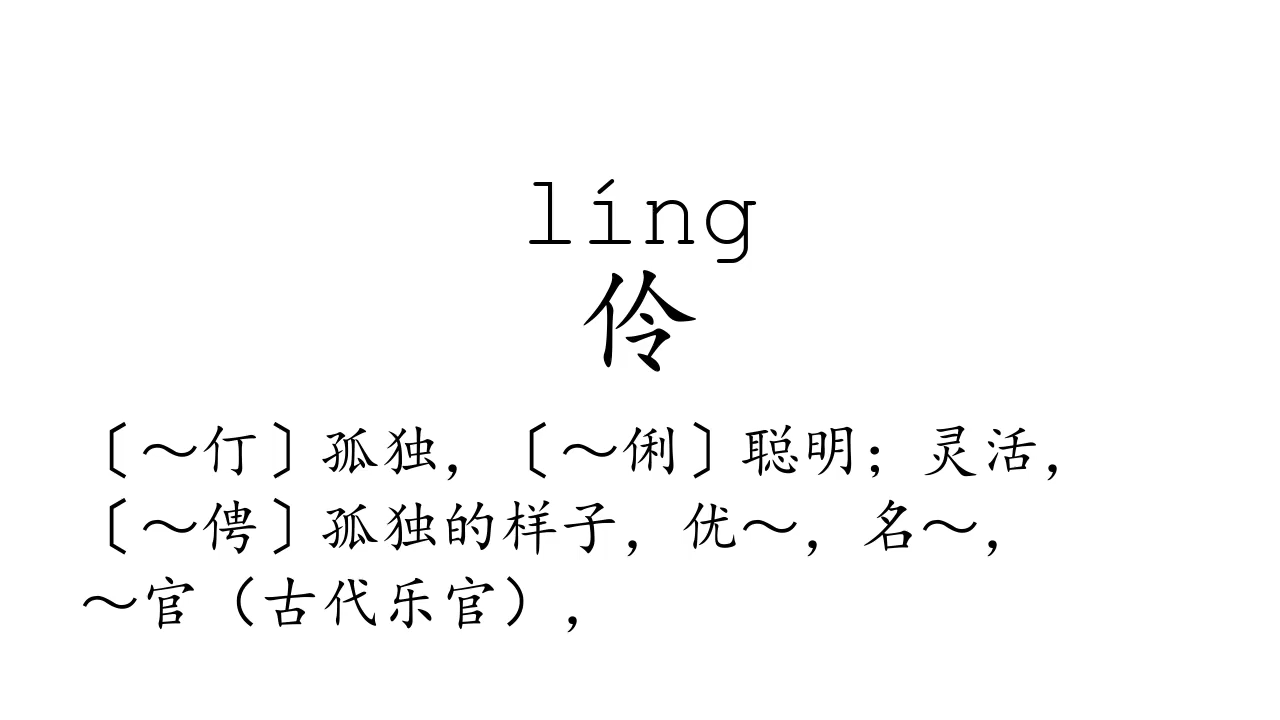 líng
伶
〔～仃〕孤独，〔～俐〕聪明；灵活，
〔～俜〕孤独的样子，优～，名～，
～官（古代乐官），